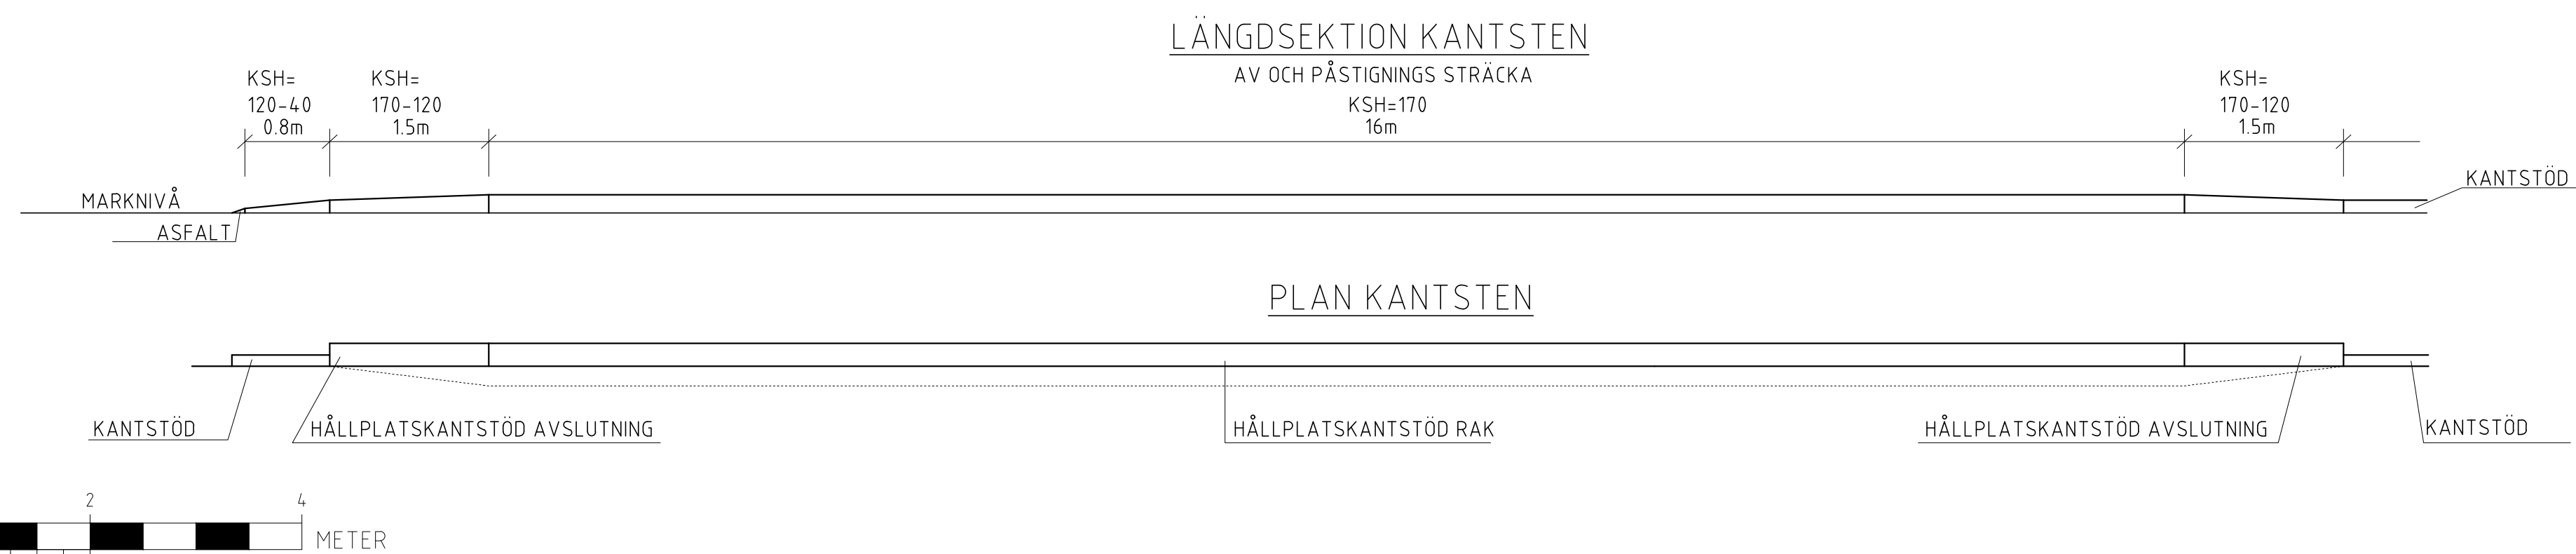 LÄNGDSEKTION KANTSTEN
AV OCH PÅSTIGNINGS STRÄCKA
KSH=
120-40
0.8m
KSH=
170-120
1.5m
KSH=170
16m
KSH=
170-120
1.5m
MARKNIVÅ
ASFALT
KANTSTÖD
PLAN KANTSTEN
KANTSTÖD
HÅLLPLATSKANTSTÖD AVSLUTNING
HÅLLPLATSKANTSTÖD RAK
HÅLLPLATSKANTSTÖD AVSLUTNING
KANTSTÖD
2
4
METER